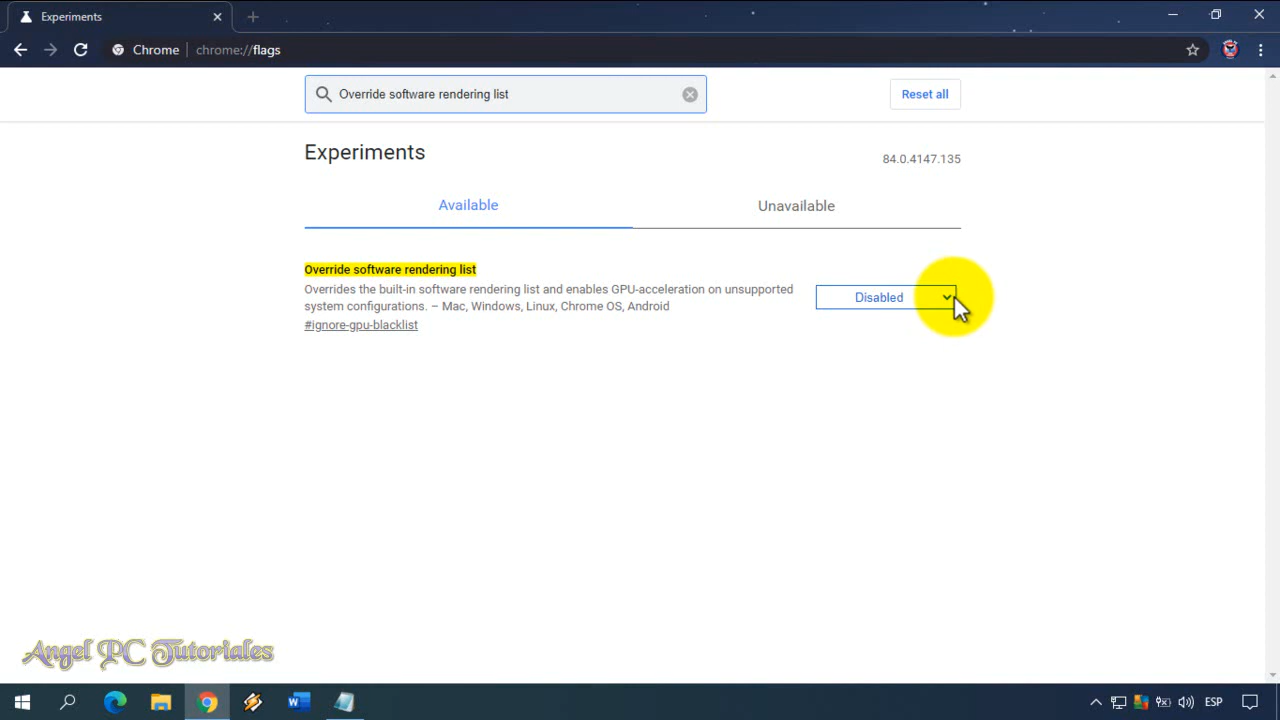 Experiments
Chrome
chrome://flags
Override software rendering list
Reset all
Experiments
84.0.4147.135
Available
Unavailable
Override software rendering list
Overrides the built-in software rendering list and enables GPU-acceleration on unsupported
system configurations. – Mac, Windows, Linux, Chrome OS, Android
#ignore-gpu-blacklist
Disabled
Angel PC Tutoriales
W
ESP